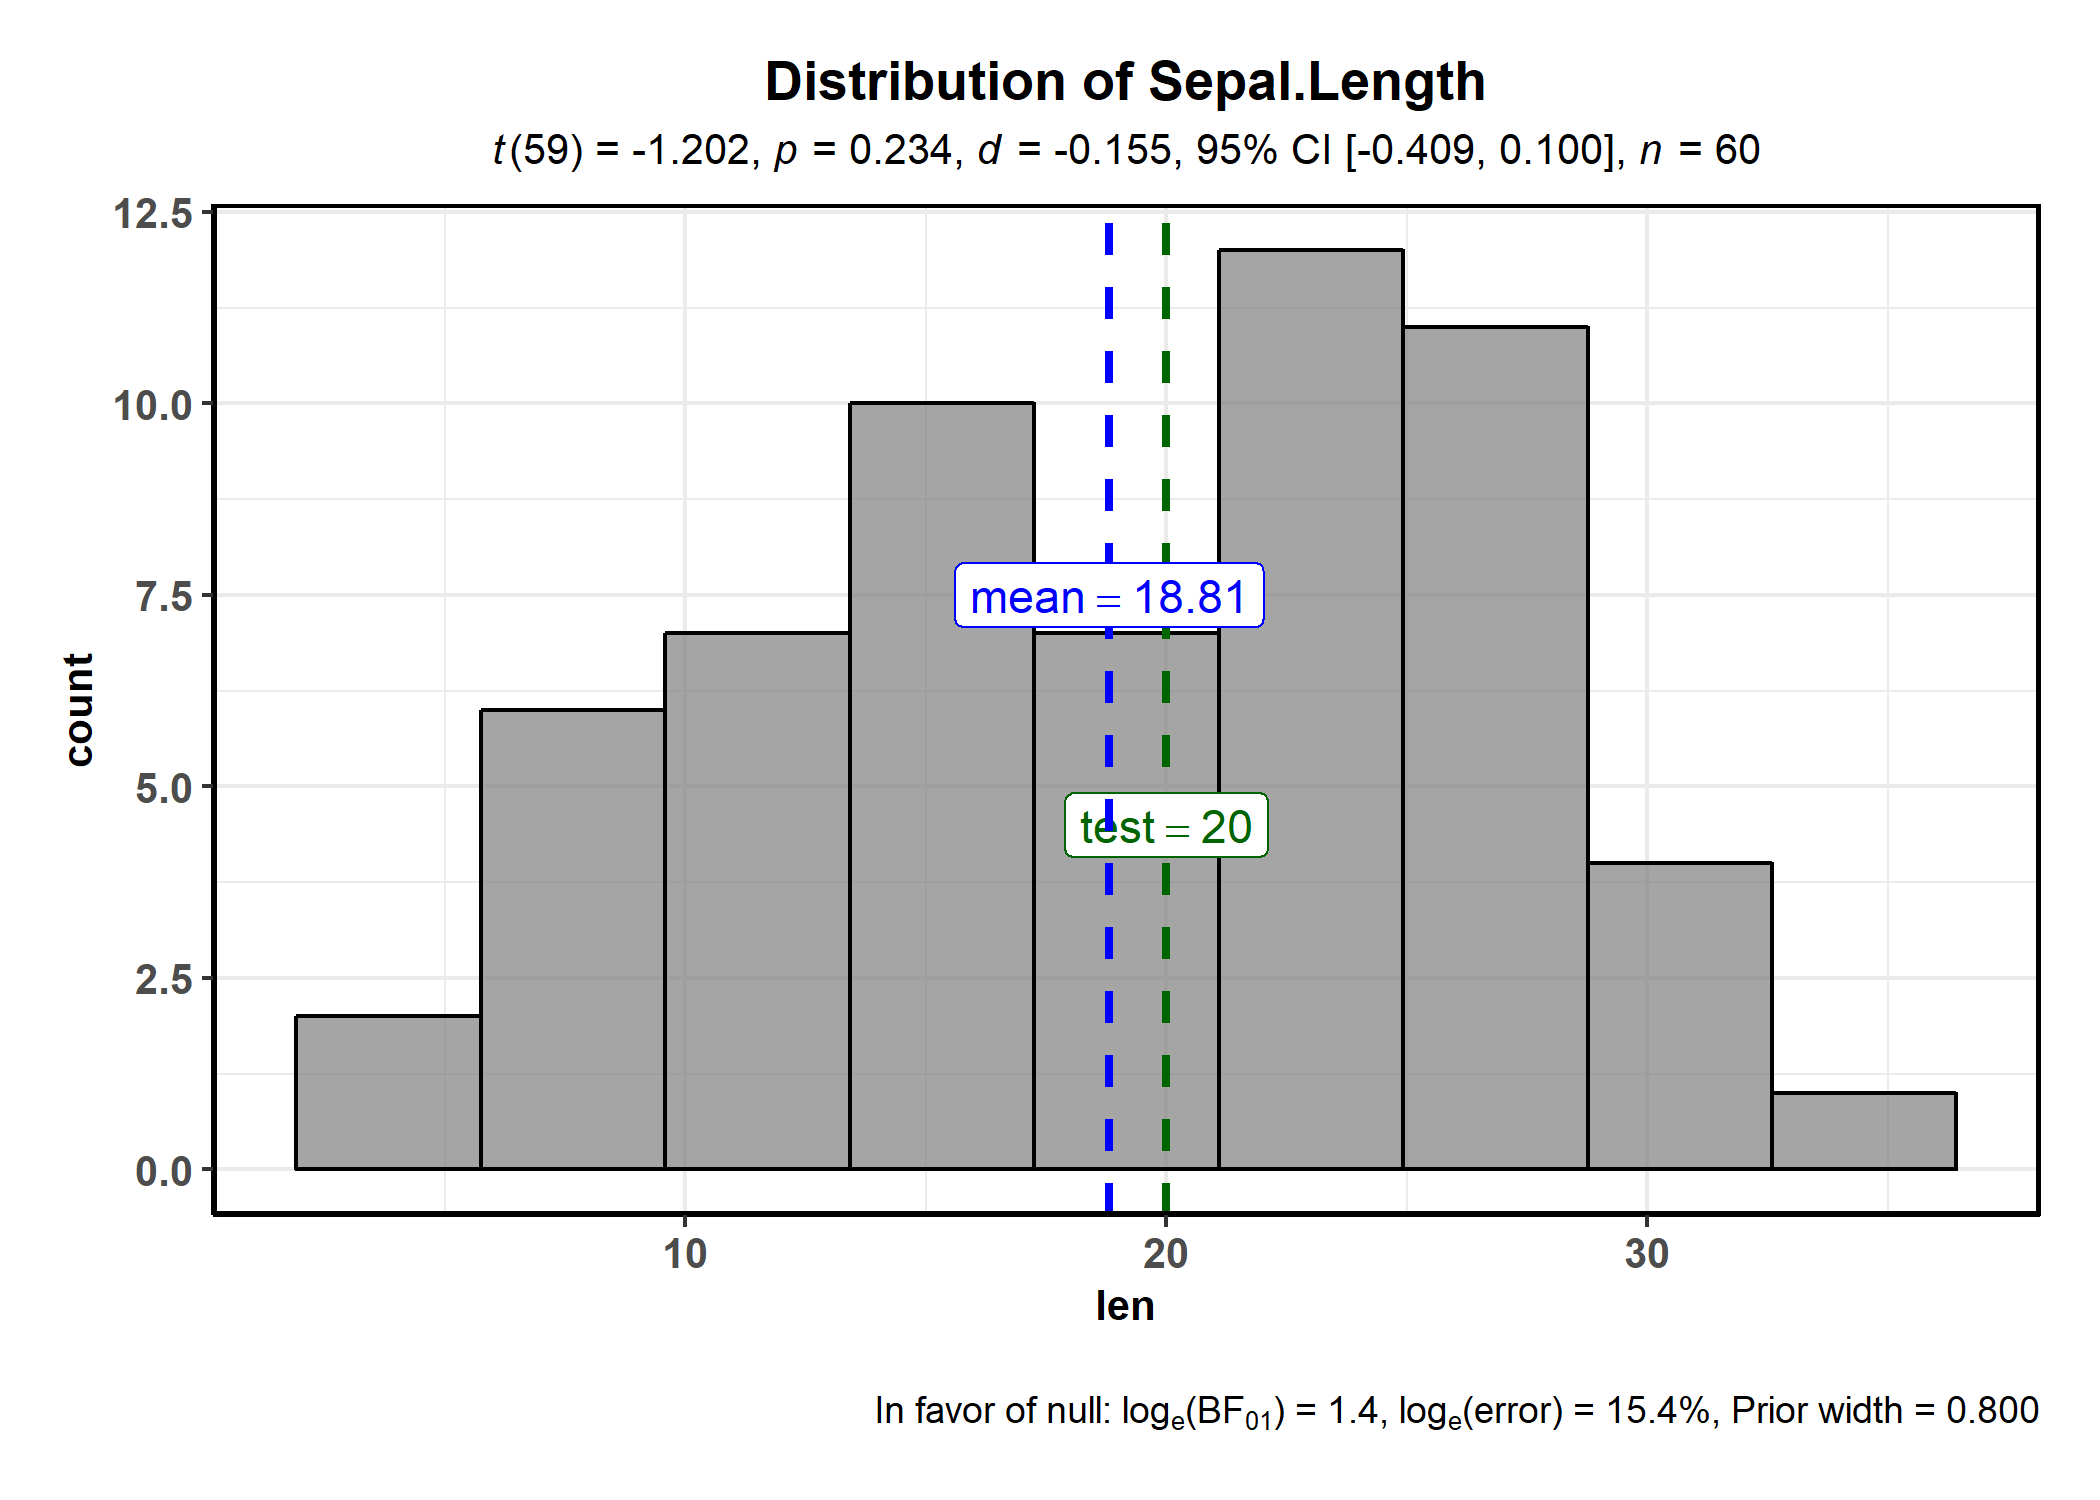 Distribution of Sepal.Length
t(59) = -1.202, p = 0.234, d = -0.155, 95% CI [-0.409, 0.100], n = 60
12.5
10.0
7.5
5.0
2.5
0.0
count
mean = 18.81
test = 20
10 20 30
len
In favor of null: logₑ(BF₀₁) = 1.4, logₑ(error) = 15.4%, Prior width = 0.800